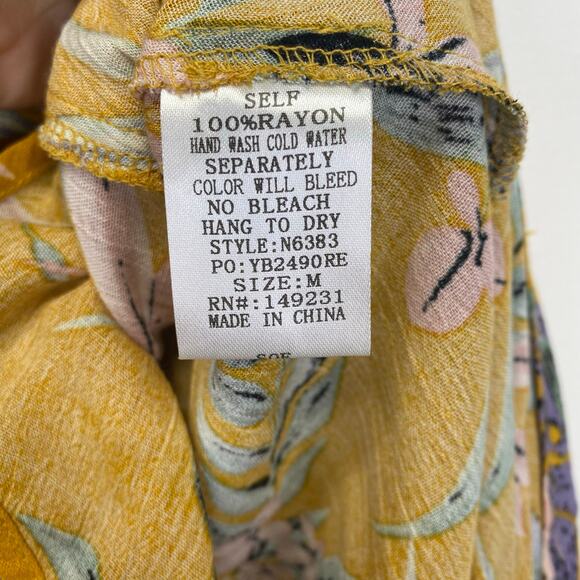 SELF
100%RAYON
HAND WASH COLD WATER
SEPARATELY
COLOR WILL BLEED
NO BLEACH
HANG TO DRY
STYLE:N6383
PO:YB2490RE
SIZE:M
RN#:149231
MADE IN CHINA